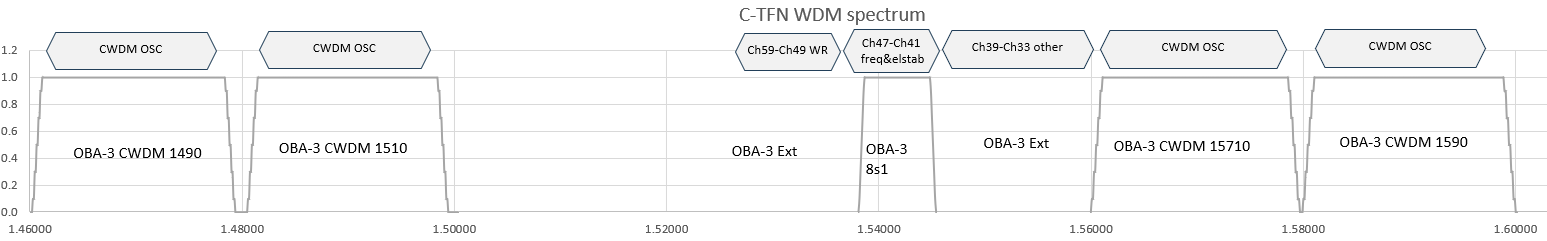 C-TFN WDM spectrum
CWDM OSC
CWDM OSC
Ch59-Ch49 WR
Ch47-Ch41
freq&elstab
Ch39-Ch33 other
CWDM OSC
CWDM OSC
1.2
1.0
0.8
0.6
0.4
0.2
0.0
OBA-3 CWDM 1490
OBA-3 CWDM 1510
OBA-3 Ext
OBA-3
8s1
OBA-3 Ext
OBA-3 CWDM 15710
OBA-3 CWDM 1590
1.46000
1.48000
1.50000
1.52000
1.54000
1.56000
1.58000
1.60000